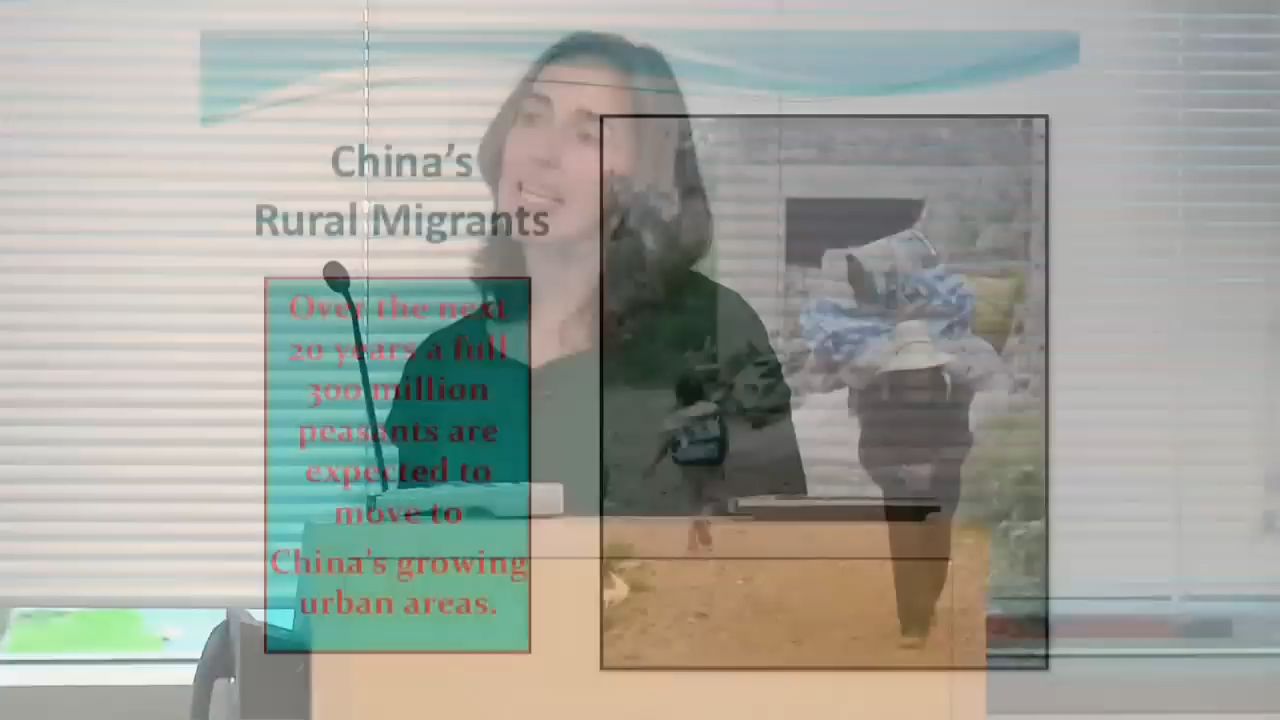 China's
Rural Migrants
Over the next
20 years a full
300 million
peasants are
expected to
move to
China's growing
urban areas.